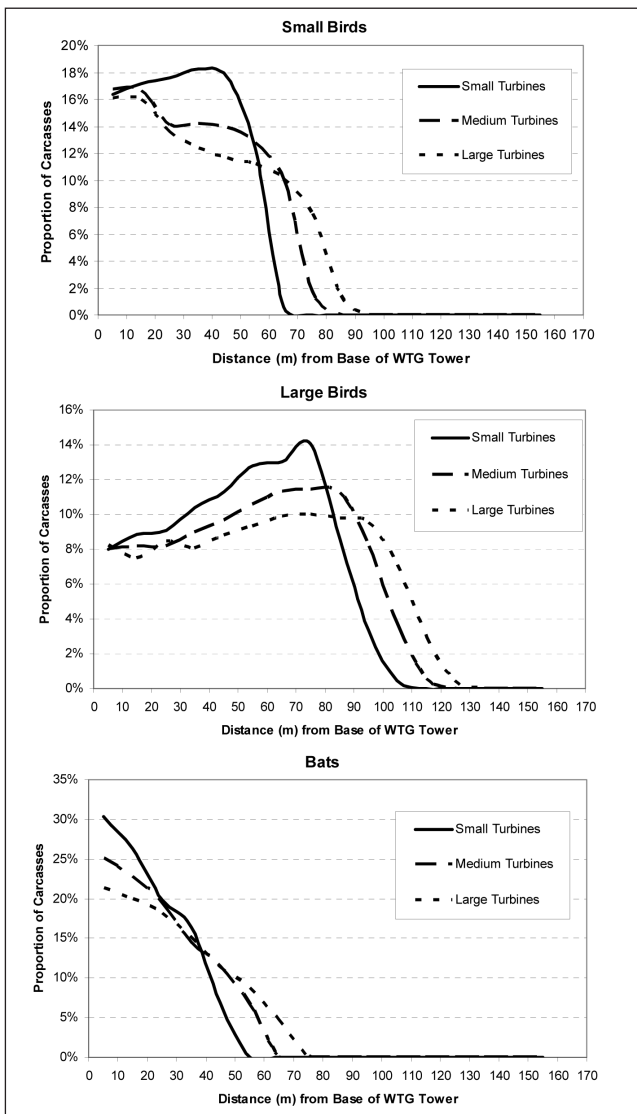 Small Birds
20%
18%
16%
14%
12%
10%
8%
6%
4%
2%
0%
Proportion of Carcasses
Small Turbines
Medium Turbines
Large Turbines
0 10 20 30 40 50 60 70 80 90 100 110 120 130 140 150 160 170
Distance (m) from Base of WTG Tower
Large Birds
16%
14%
12%
10%
8%
6%
4%
2%
0%
Proportion of Carcasses
Small Turbines
Medium Turbines
Large Turbines
0 10 20 30 40 50 60 70 80 90 100 110 120 130 140 150 160 170
Distance (m) from Base of WTG Tower
Bats
35%
30%
25%
20%
15%
10%
5%
0%
Proportion of Carcasses
Small Turbines
Medium Turbines
Large Turbines
0 10 20 30 40 50 60 70 80 90 100 110 120 130 140 150 160 170
Distance (m) from Base of WTG Tower